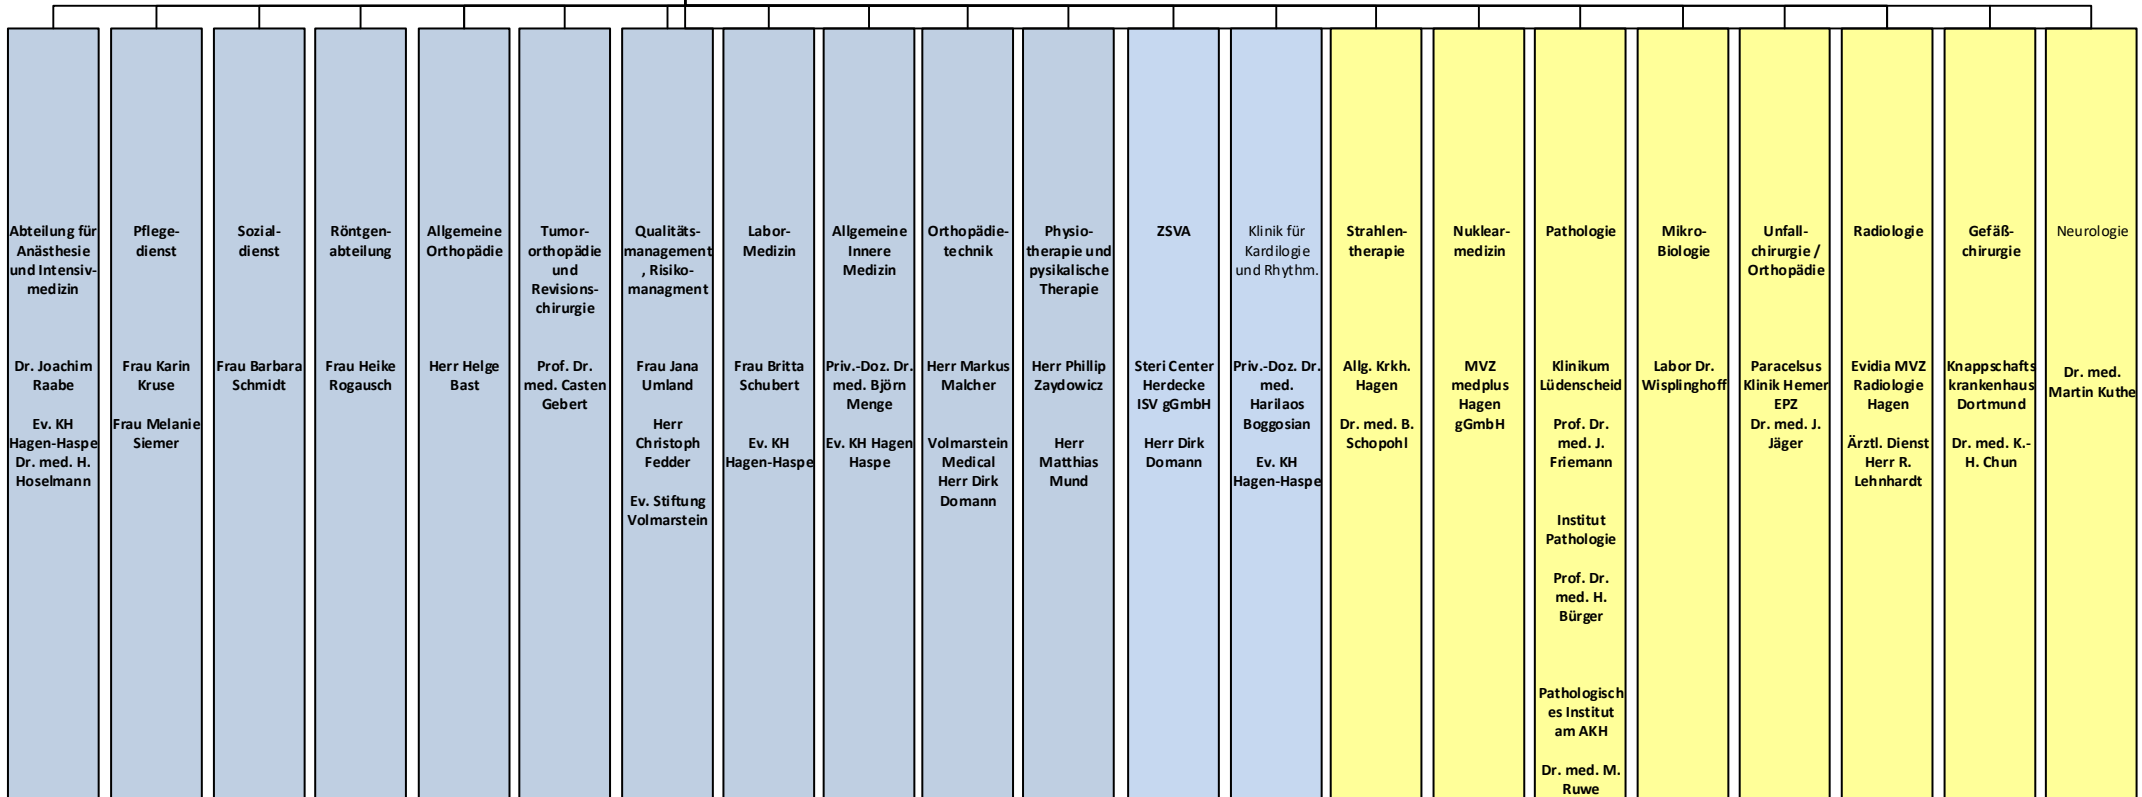 Abteilung für
Anästhesie
und Intensiv-
medizin
Dr. Joachim
Raabe
Ev. KH
Hagen-Haspe
Dr. med. H.
Hoselmann
Pflege-
dienst
Frau Karin
Kruse
Frau Melanie
Siemer
Sozial-
dienst
Frau Barbara
Schmidt
Röntgen-
abteilung
Frau Heike
Rogausch
Allgemeine
Orthopädie
Herr Helge
Bast
Tumor-
orthopädie
und
Revisions-
chirurgie
Prof. Dr.
med. Casten
Gebert
Qualitäts-
management
, Risiko-
managment
Frau Jana
Umland
Herr
Christoph
Fedder
Ev. Stiftung
Volmarstein
Labor-
Medizin
Frau Britta
Schubert
Ev. KH
Hagen-Haspe
Allgemeine
Innere
Medizin
Priv.-Doz. Dr.
med. Björn
Menge
Ev. KH Hagen
Haspe
Orthopädie-
technik
Herr Markus
Malcher
Volmarstein
Medical
Herr Dirk
Domann
Physio-
therapie und
pysikalische
Therapie
Herr Phillip
Zaydowicz
Herr
Matthias
Mund
ZSVA
Steri Center
Herdecke
ISV gGmbH
Herr Dirk
Domann
Klinik für
Kardilogie
und Rhythm.
Priv.-Doz. Dr.
med.
Harilaos
Boggosian
Ev. KH
Hagen-Haspe
Strahlen-
therapie
Allg. Krkh.
Hagen
Dr. med. B.
Schopohl
Nuklear-
medizin
MVZ
medplus
Hagen
gGmbH
Pathologie
Klinikum
Lüdenscheid
Prof. Dr.
med. J.
Friemann
Institut
Pathologie
Prof. Dr.
med. H.
Bürger
Pathologisch
es Institut
am AKH
Dr. med. M.
Ruwe
Mikro-
Biologie
Labor Dr.
Wisplinghoff
Unfall-
chirurgie /
Orthopädie
Paracelsus
Klinik Hemer
EPZ
Dr. med. J.
Jäger
Radiologie
Evidia MVZ
Radiologie
Hagen
Ärztl. Dienst
Herr R.
Lehnhardt
Gefäß-
chirurgie
Knappschafts
krankenhaus
Dortmund
Dr. med. K.-
H. Chun
Neurologie
Dr. med.
Martin Kuthe